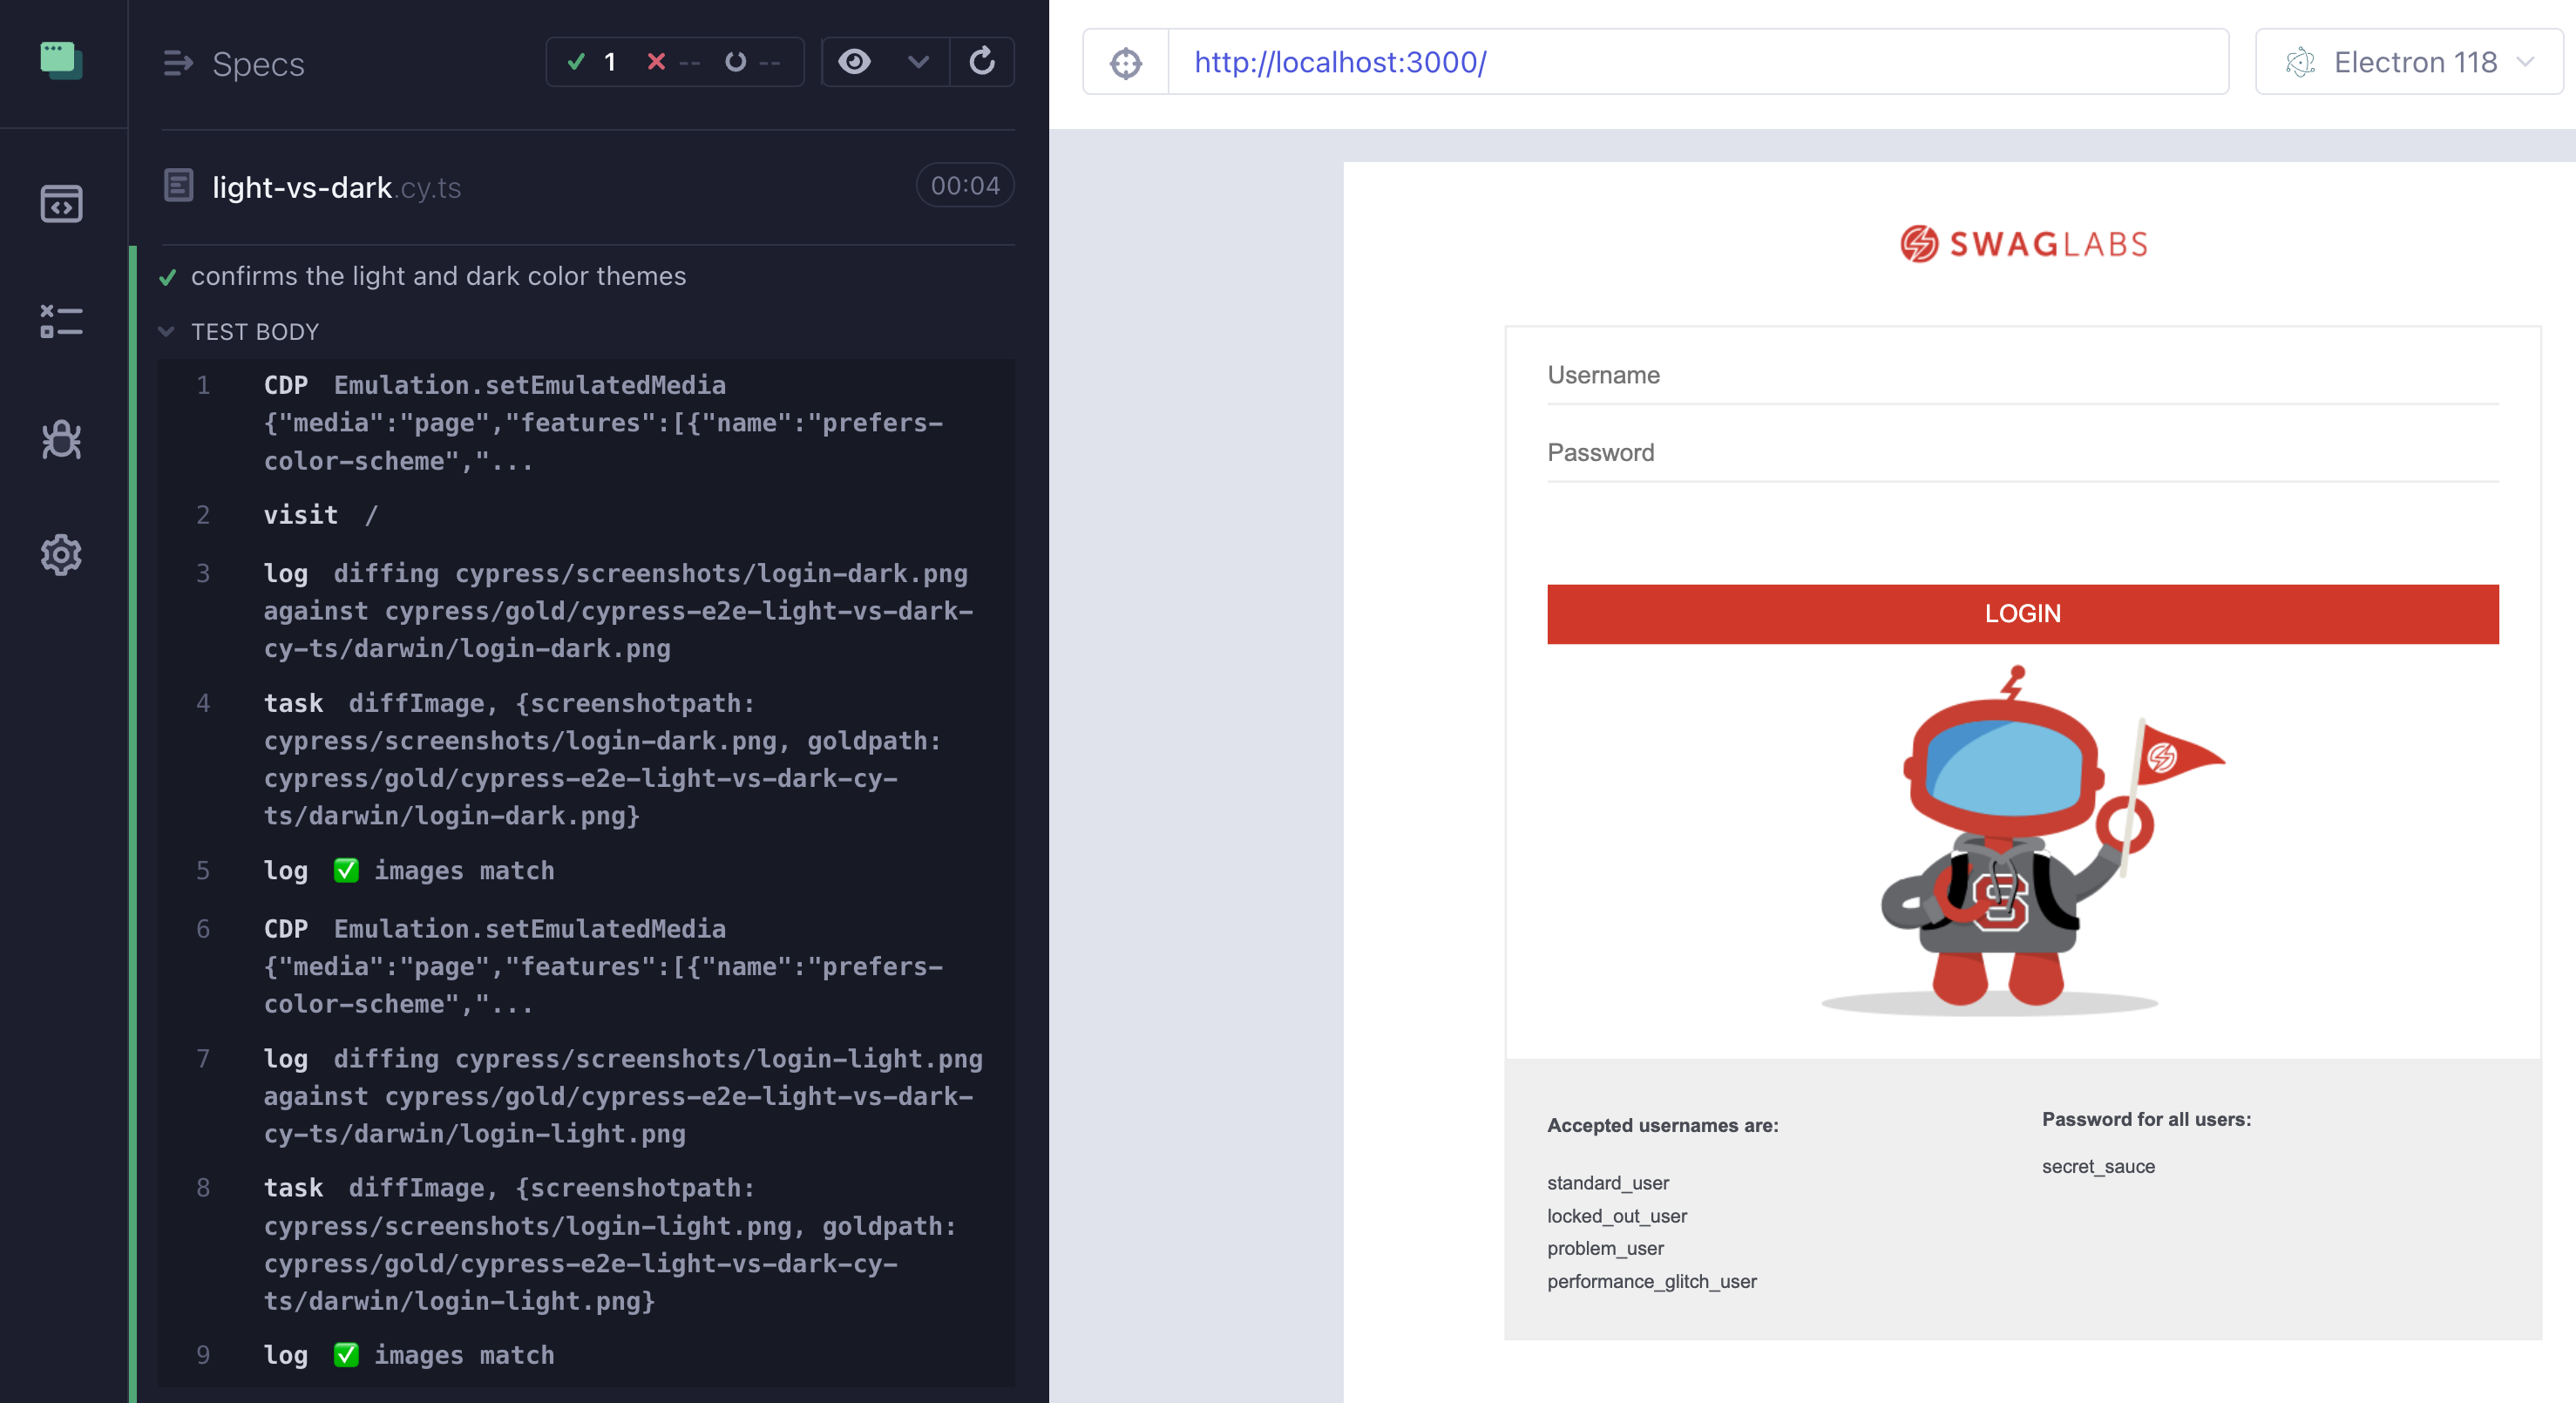 Specs
1 -- --
light-vs-dark.cy.ts 00:04
confirms the light and dark color themes
TEST BODY
1 CDP Emulation.setEmulatedMedia
{"media":"page","features":[{"name":"prefers-
color-scheme","...
2 visit /
3 log diffing cypress/screenshots/login-dark.png
against cypress/gold/cypress-e2e-light-vs-dark-
cy-ts/darwin/login-dark.png
4 task diffImage, {screenshotpath:
cypress/screenshots/login-dark.png, goldpath:
cypress/gold/cypress-e2e-light-vs-dark-cy-
ts/darwin/login-dark.png}
5 log ✅ images match
6 CDP Emulation.setEmulatedMedia
{"media":"page","features":[{"name":"prefers-
color-scheme","...
7 log diffing cypress/screenshots/login-light.png
against cypress/gold/cypress-e2e-light-vs-dark-
cy-ts/darwin/login-light.png
8 task diffImage, {screenshotpath:
cypress/screenshots/login-light.png, goldpath:
cypress/gold/cypress-e2e-light-vs-dark-cy-
ts/darwin/login-light.png}
9 log ✅ images match
http://localhost:3000/
Electron 118
SWAGLABS
Username
Password
LOGIN
S
Accepted usernames are:
standard_user
locked_out_user
problem_user
performance_glitch_user
Password for all users:
secret_sauce